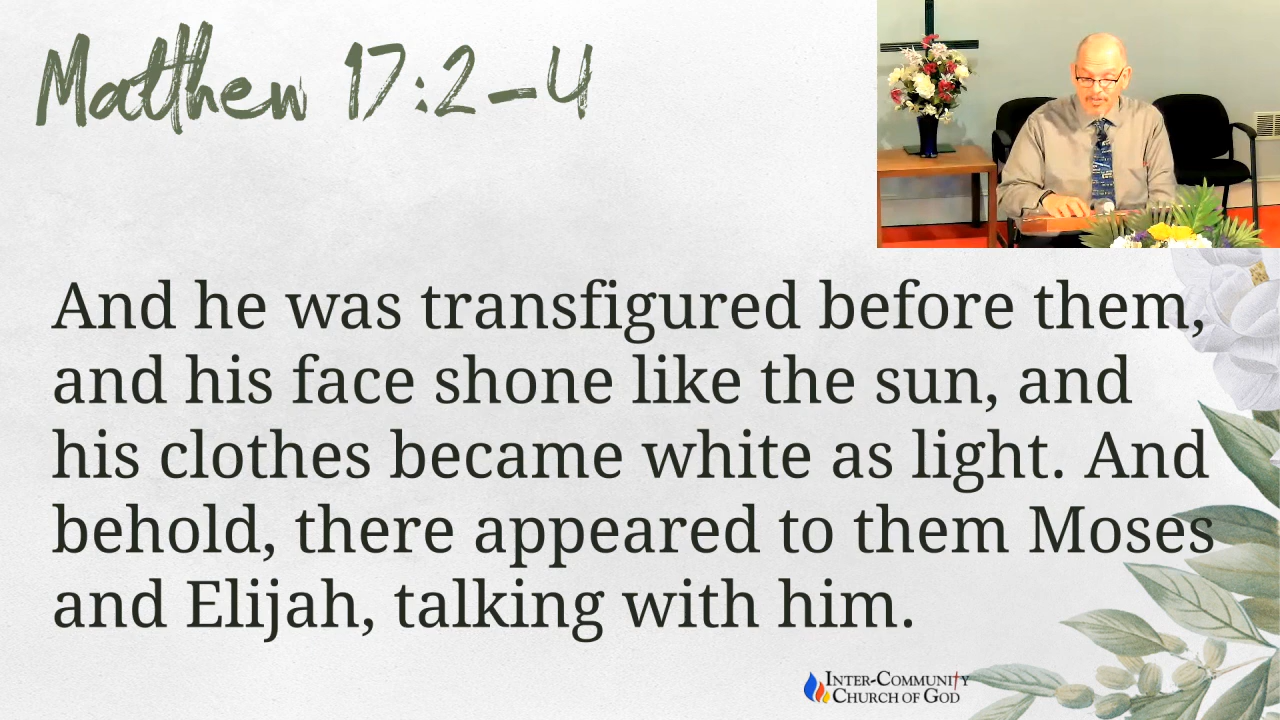 Matthew 17:2-4
And he was transfigured before them,
and his face shone like the sun, and
his clothes became white as light. And
behold, there appeared to them Moses
and Elijah, talking with him.
Inter-Community
Church of God